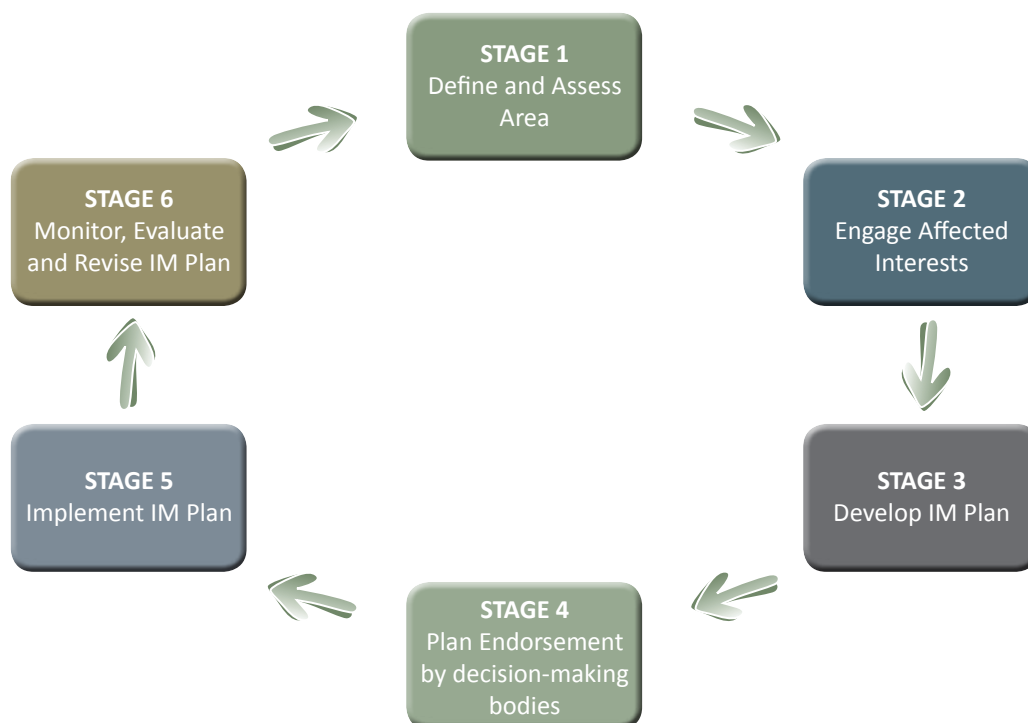 STAGE 1
Define and Assess
Area
STAGE 2
Engage Affected
Interests
STAGE 3
Develop IM Plan
STAGE 4
Plan Endorsement
by decision-making
bodies
STAGE 5
Implement IM Plan
STAGE 6
Monitor, Evaluate
and Revise IM Plan